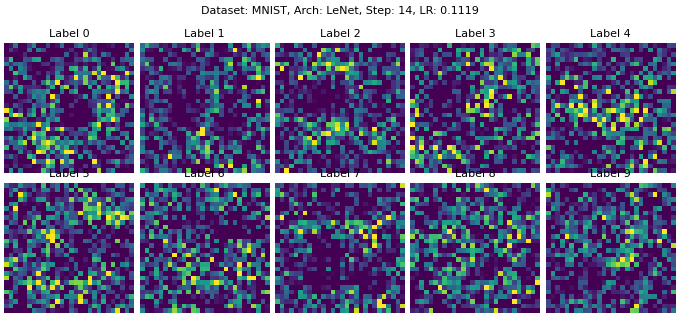 Dataset: MNIST, Arch: LeNet, Step: 14, LR: 0.1119
Label 0 Label 1 Label 2 Label 3 Label 4
Label 5 Label 6 Label 7 Label 8 Label 9